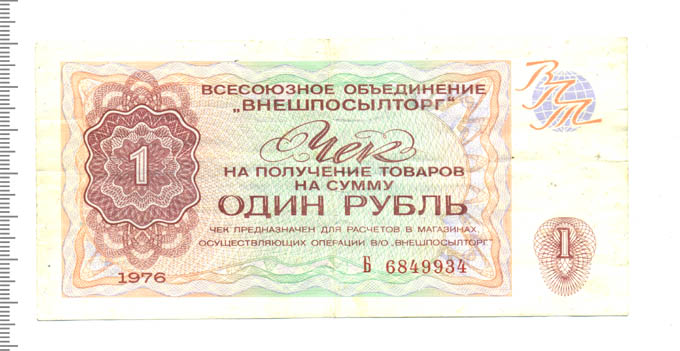 ВСЕСОЮЗНОЕ ОБЪЕДИНЕНИЕ
„ВНЕШПОСЫЛТОРГ"
ВПТ
Чек
1
НА ПОЛУЧЕНИЕ ТОВАРОВ
НА СУММУ
ОДИН РУБЛЬ
ЧЕК ПРЕДНАЗНАЧЕН ДЛЯ РАСЧЕТОВ В МАГАЗИНАХ,
ОСУЩЕСТВЛЯЮЩИХ ОПЕРАЦИИ В/О „ВНЕШПОСЫЛТОРГ"
1
1976
Б 6849934